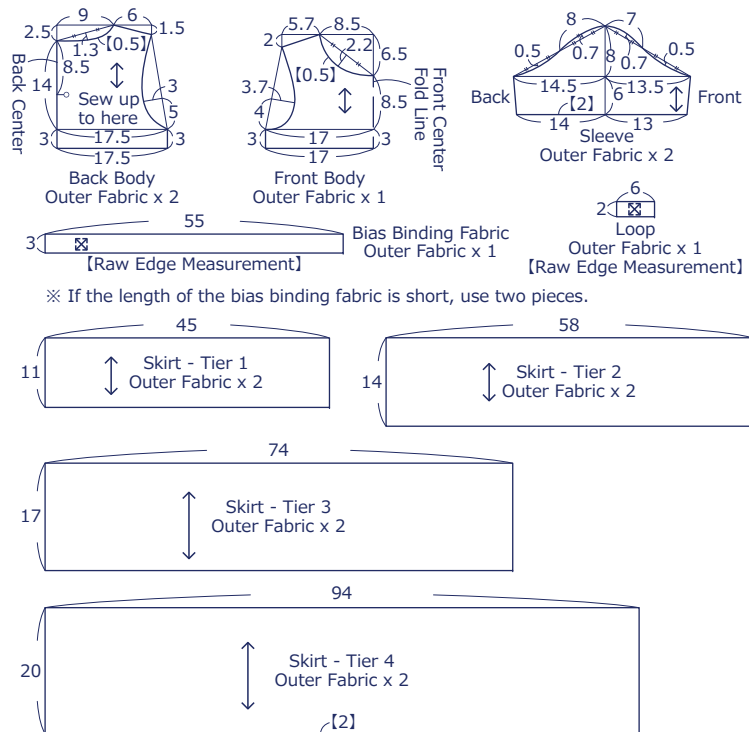 9
6
2.5
1.5
1.3
【0.5】
8.5
14
Back Center
Sew up
to here
3
5
3
17.5
3
17.5
Back Body
Outer Fabric x 2
5.7
8.5
2
2.2
6.5
【0.5】
3.7
4
8.5
Front Center
Fold Line
3
17
3
17
Front Body
Outer Fabric x 1
8
7
0.5
0.7
8
0.7
0.5
14.5
13.5
Back
【2】
6
Front
14
13
Sleeve
Outer Fabric x 2
55
3
Bias Binding Fabric
Outer Fabric x 1
【Raw Edge Measurement】
6
2
Loop
Outer Fabric x 1
【Raw Edge Measurement】
※ If the length of the bias binding fabric is short, use two pieces.
45
11
Skirt - Tier 1
Outer Fabric x 2
58
14
Skirt - Tier 2
Outer Fabric x 2
74
17
Skirt - Tier 3
Outer Fabric x 2
94
20
Skirt - Tier 4
Outer Fabric x 2
【2】